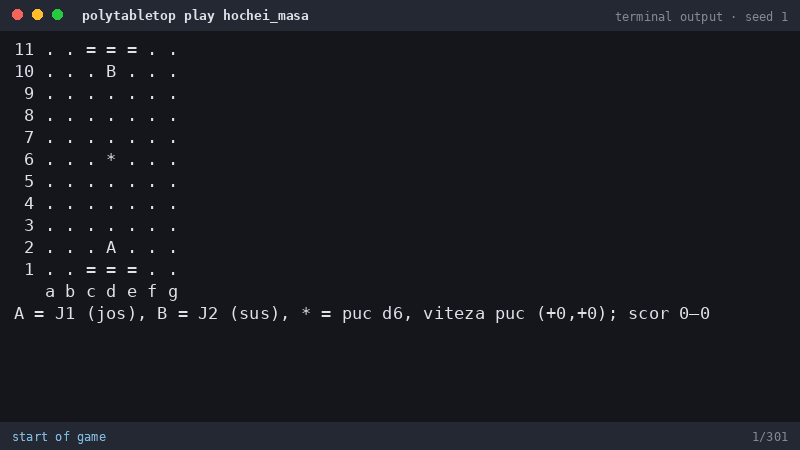 polytabletop play hochei_masa
terminal output · seed 1
11 . . = = = . .
10 . . . B . . .
9 . . . . . . .
8 . . . . . . .
7 . . . . . . .
6 . . . * . . .
5 . . . . . . .
4 . . . . . . .
3 . . . . . . .
2 . . . A . . .
1 . . = = = . .
a b c d e f g
A = J1 (jos), B = J2 (sus), * = puc d6, viteza puc (+0,+0); scor 0–0
start of game
1/301